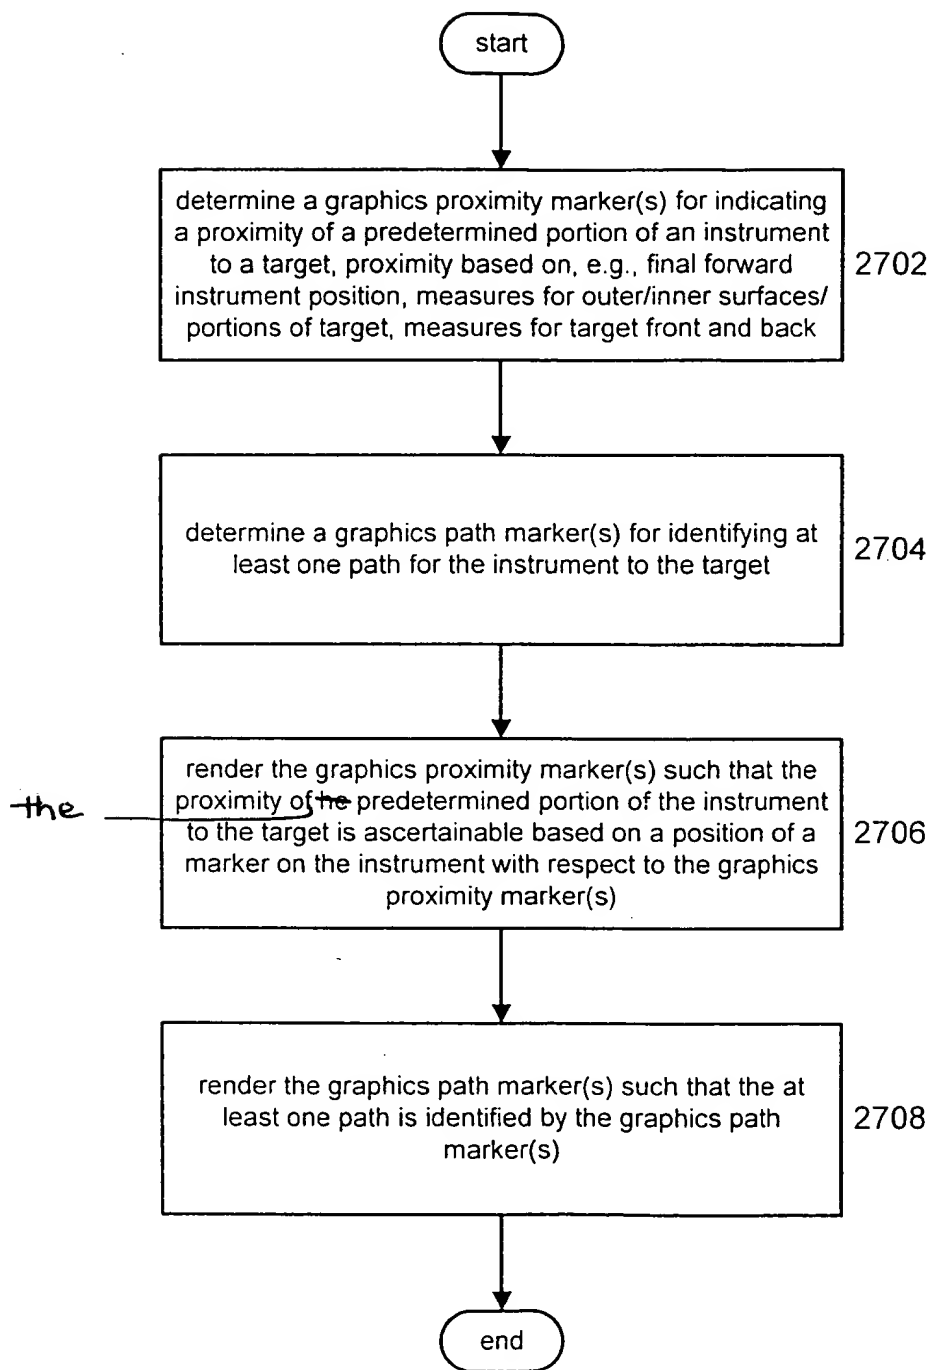 start
determine a graphics proximity marker(s) for indicating
a proximity of a predetermined portion of an instrument
to a target, proximity based on, e.g., final forward
instrument position, measures for outer/inner surfaces/
portions of target, measures for target front and back
2702
determine a graphics path marker(s) for identifying at
least one path for the instrument to the target
2704
render the graphics proximity marker(s) such that the
the
proximity of he predetermined portion of the instrument
to the target is ascertainable based on a position of a
marker on the instrument with respect to the graphics
proximity marker(s)
2706
render the graphics path marker(s) such that the at
least one path is identified by the graphics path
marker(s)
2708
end